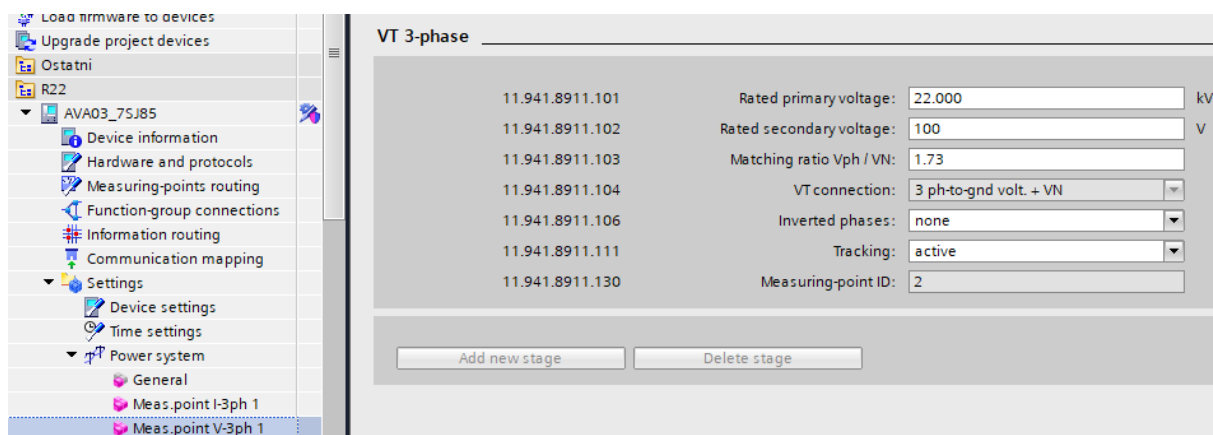 Load firmware to devices
Upgrade project devices
Ostatni
R22
AVA03_7SJ85
Device information
Hardware and protocols
Measuring-points routing
Function-group connections
Information routing
Communication mapping
Settings
Device settings
Time settings
Power system
General
Meas.point I-3ph 1
Meas.point V-3ph 1
VT 3-phase
11.941.8911.101 Rated primary voltage: 22.000 kV
11.941.8911.102 Rated secondary voltage: 100 V
11.941.8911.103 Matching ratio Vph / VN: 1.73
11.941.8911.104 VT connection: 3 ph-to-gnd volt. + VN
11.941.8911.106 Inverted phases: none
11.941.8911.111 Tracking: active
11.941.8911.130 Measuring-point ID: 2
Add new stage Delete stage